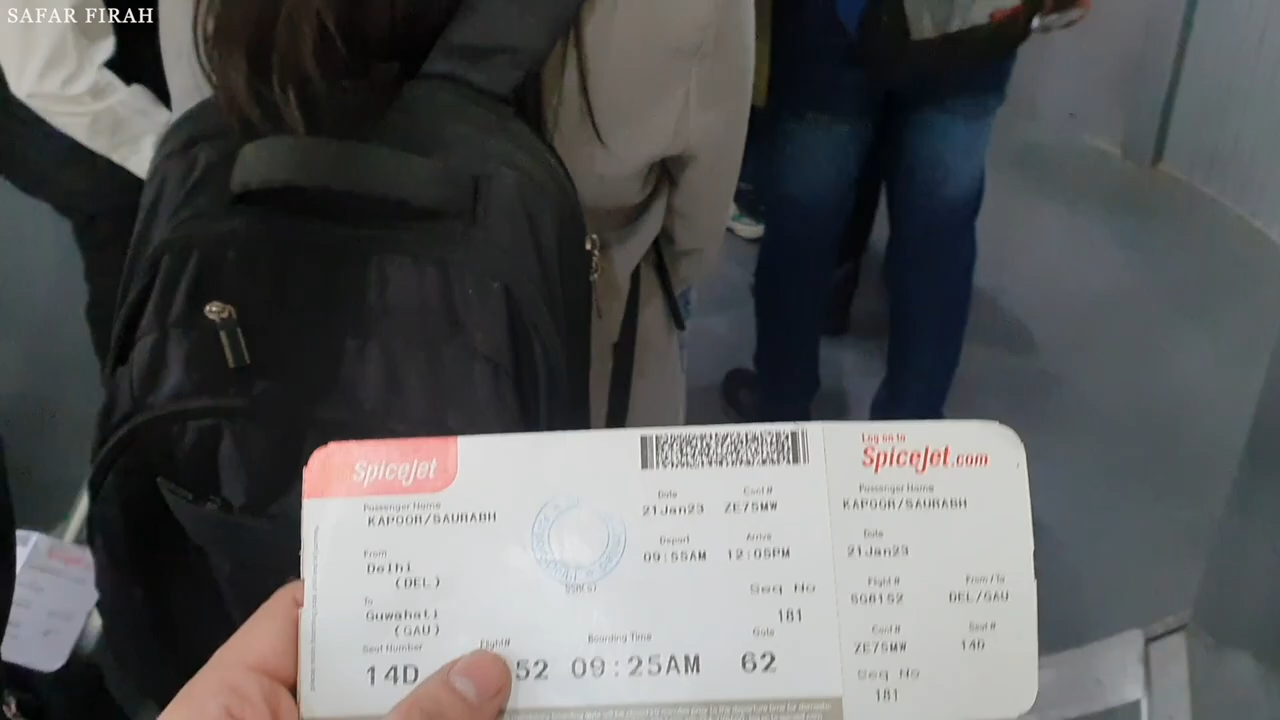 SAFAR FIRAH
SpiceJet
Passenger Name
KAPOOR/SAURABH
From
Delhi
(DEL)
To
Guwahati
(GAU)
Seat Number
14D
Flight#
52
Date
21Jan23
Conf #
ZE7SMW
Depart
09:55AM
Arrive
12:05PM
Seq No
181
Boarding Time
09:25AM
Gate
62
Log on to
SpiceJet.com
Passenger Name
KAPOOR/SAURABH
Date
21Jan23
Flight #
SG8152
From/To
DEL/GAU
Conf #
ZE7SMW
Seat #
14D
Seq No
181